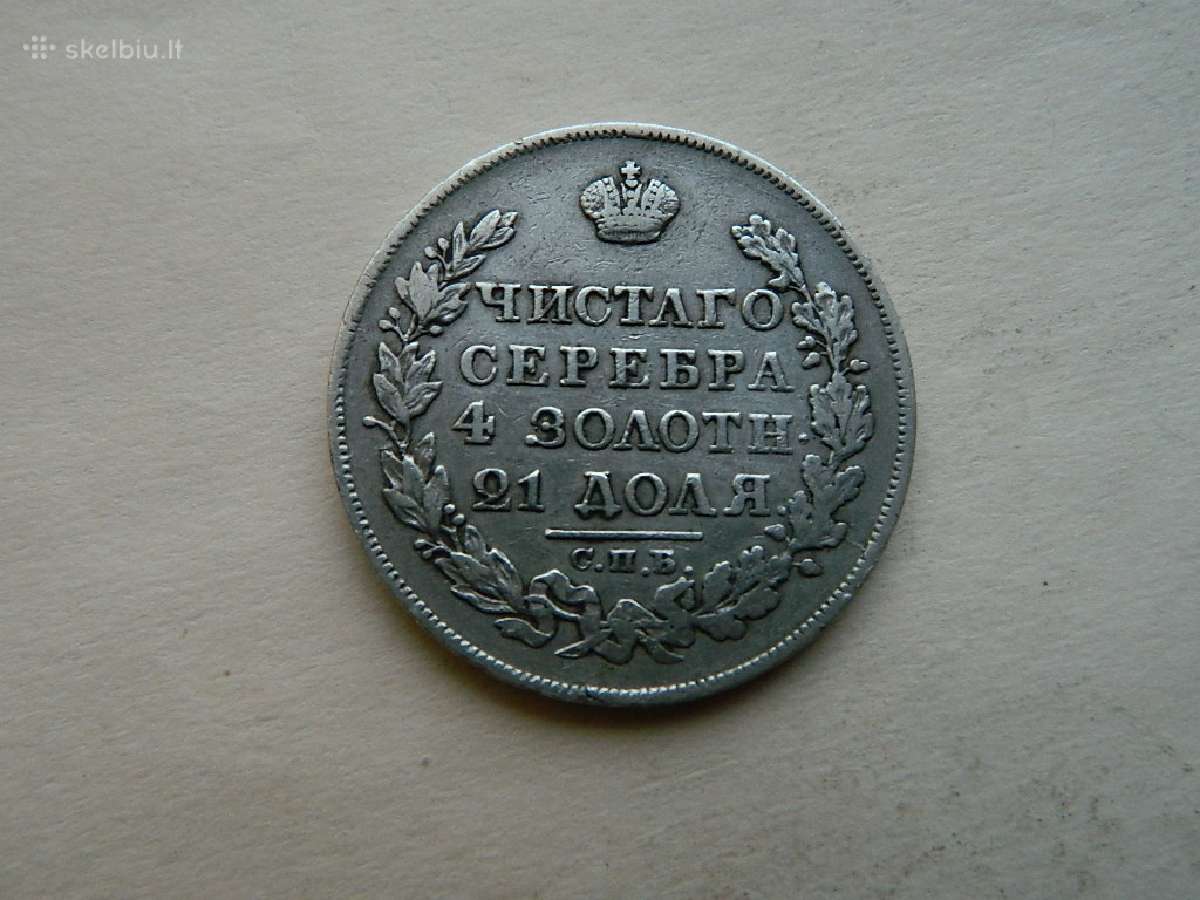 skelbiu.lt
ЧИСТАГО
СЕРЕБРА
4 ЗОЛОТН.
21 ДОЛЯ.
С.П.Б.